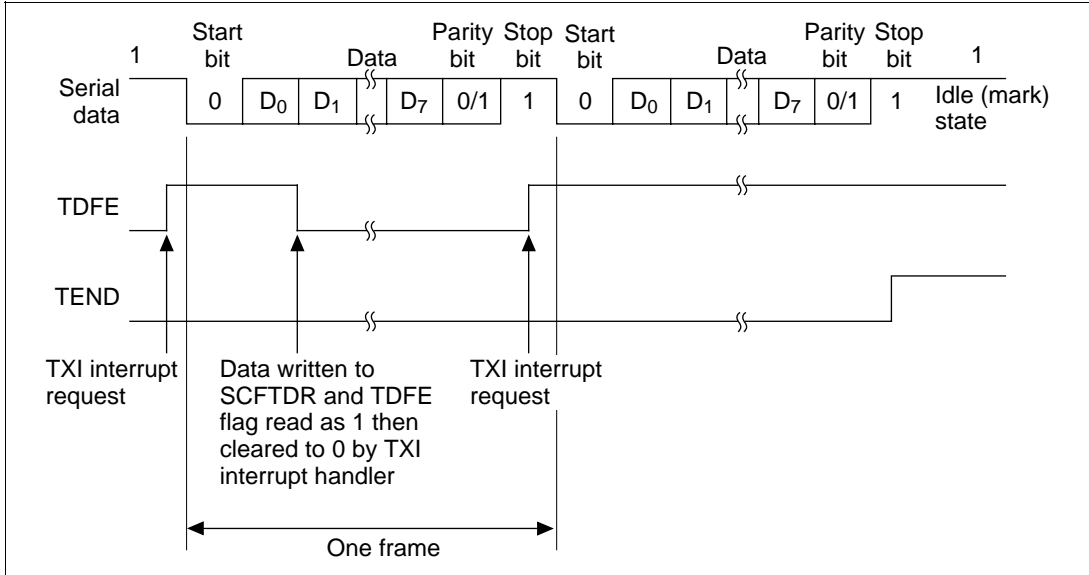 1 Start bit Data Parity bit Stop bit Start bit Data Parity bit Stop bit 1
Serial data 0 D0 D1 D7 0/1 1 0 D0 D1 D7 0/1 1 Idle (mark) state
TDFE
TEND
TXI interrupt request
Data written to
SCFTDR and TDFE
flag read as 1 then
cleared to 0 by TXI
interrupt handler
TXI interrupt request
One frame